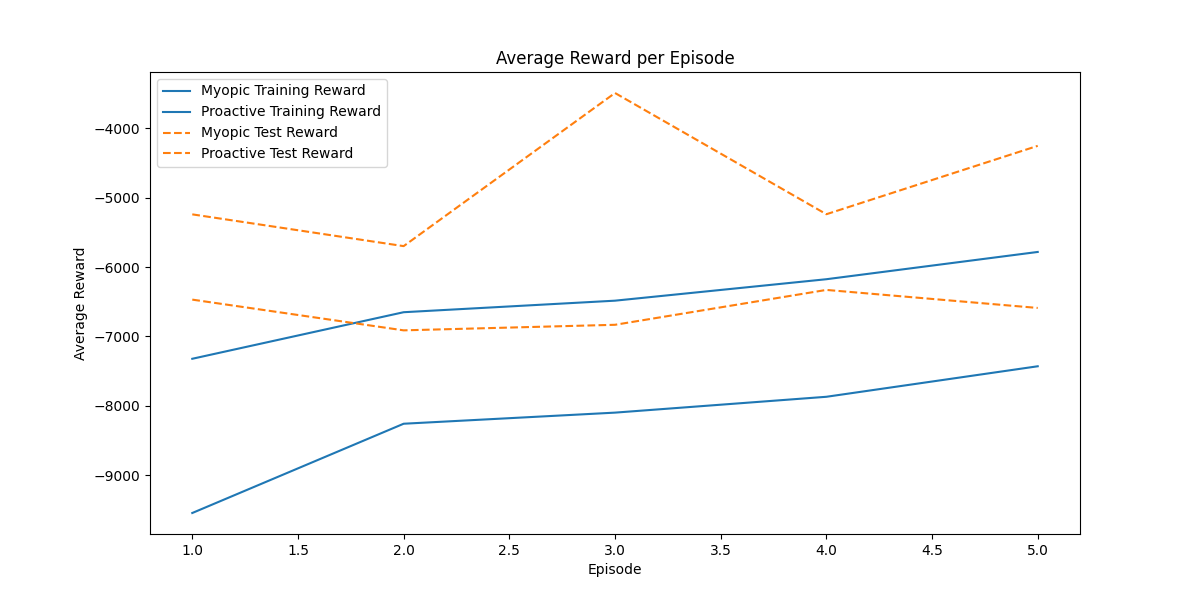 Average Reward per Episode
Myopic Training Reward
Proactive Training Reward
Myopic Test Reward
Proactive Test Reward
−4000
−5000
−6000
−7000
−8000
−9000
Average Reward
1.0 1.5 2.0 2.5 3.0 3.5 4.0 4.5 5.0
Episode